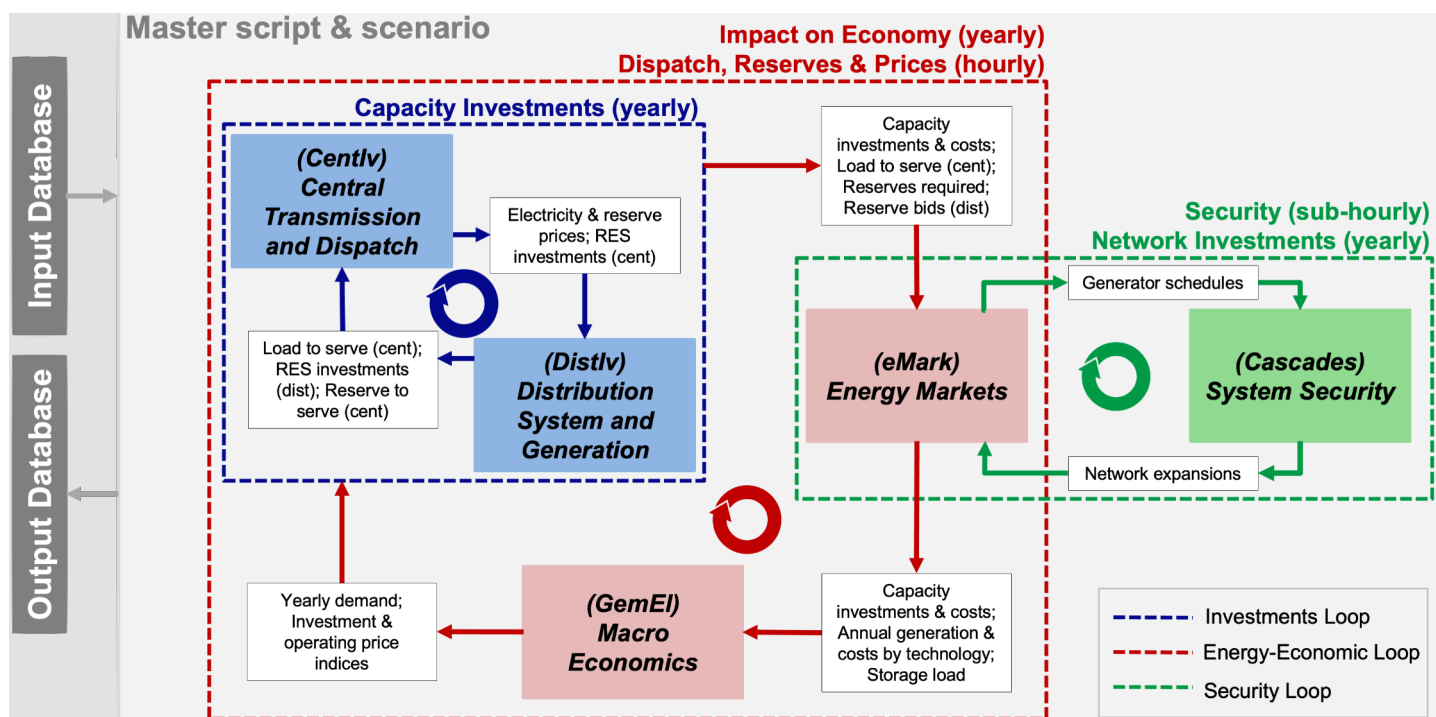 Master script & scenario
Input Database
Output Database
Impact on Economy (yearly)
Dispatch, Reserves & Prices (hourly)
Capacity Investments (yearly)
(CentIv)
Central
Transmission
and Dispatch
Electricity & reserve
prices; RES
investments (cent)
Load to serve (cent);
RES investments
(dist); Reserve to
serve (cent)
(DistIv)
Distribution
System and
Generation
Capacity
investments & costs;
Load to serve (cent);
Reserves required;
Reserve bids (dist)
Security (sub-hourly)
Network Investments (yearly)
Generator schedules
(eMark)
Energy Markets
(Cascades)
System Security
Network expansions
Yearly demand;
Investment &
operating price
indices
(GemEl)
Macro
Economics
Capacity
investments & costs;
Annual generation &
costs by technology;
Storage load
Investments Loop
Energy-Economic Loop
Security Loop